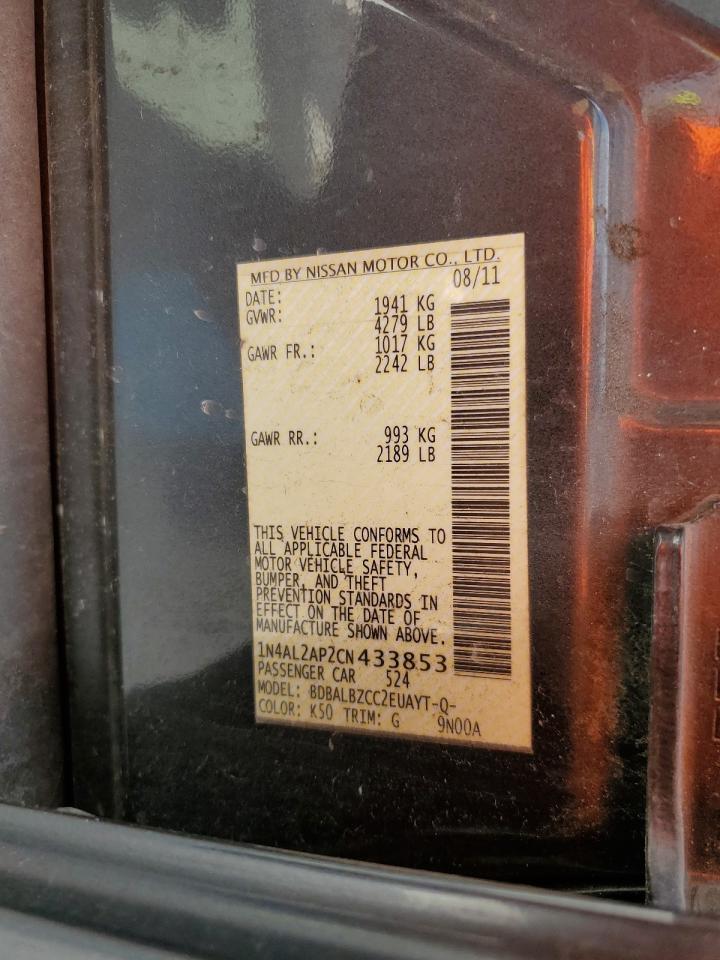 MFD BY NISSAN MOTOR CO., LTD.
DATE: 08/11
GVWR: 1941 KG
4279 LB
GAWR FR.: 1017 KG
2242 LB
GAWR RR.: 993 KG
2189 LB
THIS VEHICLE CONFORMS TO
ALL APPLICABLE FEDERAL
MOTOR VEHICLE SAFETY,
BUMPER, AND THEFT
PREVENTION STANDARDS IN
EFFECT ON THE DATE OF
MANUFACTURE SHOWN ABOVE.
1N4AL2AP2CN433853
PASSENGER CAR 524
MODEL: BDBALBZCC2EUAYT-Q-
COLOR: K50 TRIM: G 9N00A